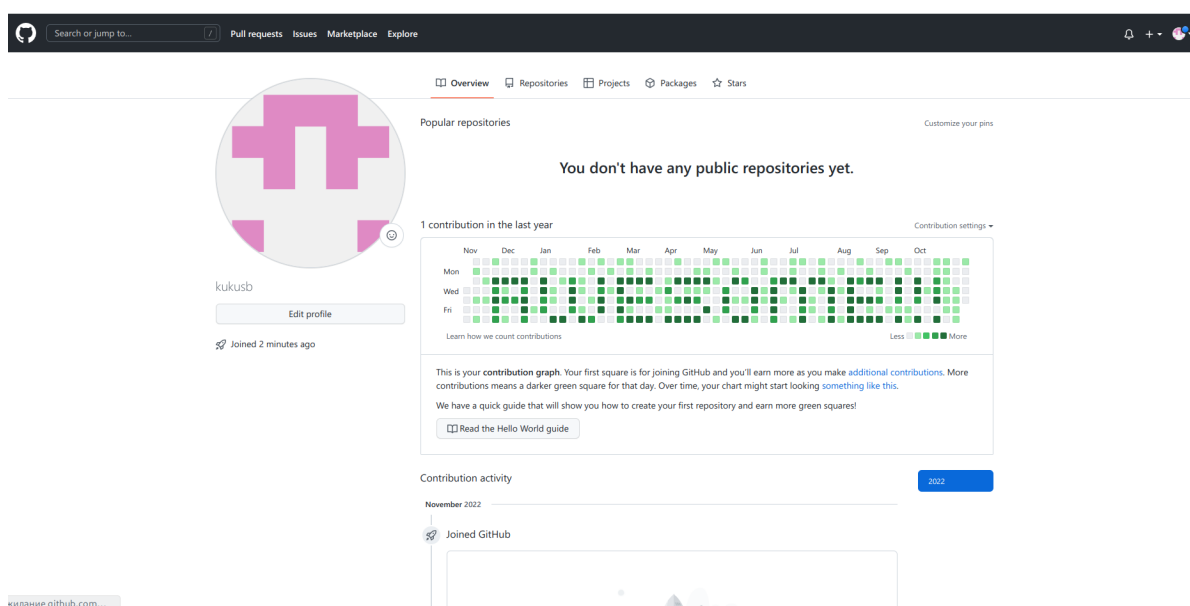 Search or jump to... /
Pull requests Issues Marketplace Explore
Overview Repositories Projects Packages Stars
Popular repositories
Customize your pins
You don't have any public repositories yet.
1 contribution in the last year
Contribution settings
Nov Dec Jan Feb Mar Apr May Jun Jul Aug Sep Oct
Mon
Wed
Fri
Learn how we count contributions
Less More
kukusb
Edit profile
Joined 2 minutes ago
This is your contribution graph. Your first square is for joining GitHub and you'll earn more as you make additional contributions. More
contributions means a darker green square for that day. Over time, your chart might start looking something like this.
We have a quick guide that will show you how to create your first repository and earn more green squares!
Read the Hello World guide
Contribution activity
2022
November 2022
Joined GitHub
github.com...